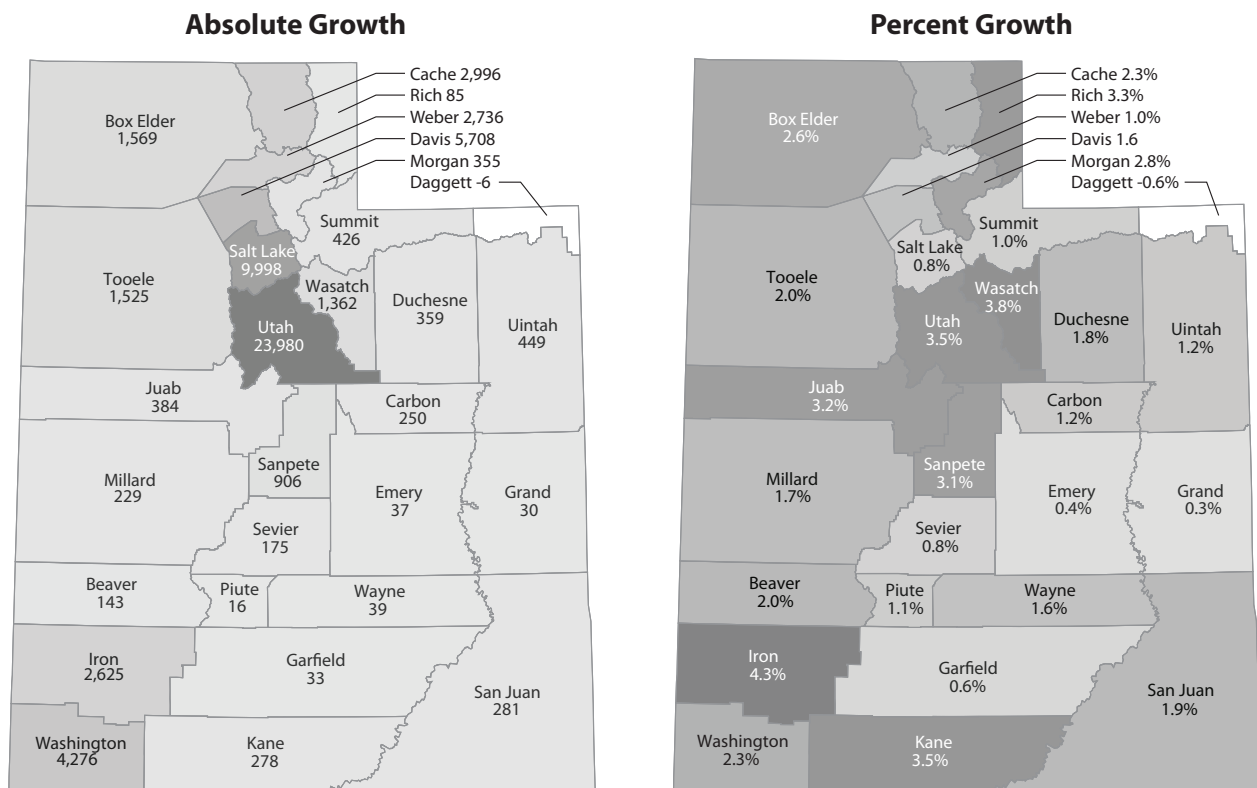 Absolute Growth
Cache 2,996
Rich 85
Weber 2,736
Davis 5,708
Morgan 355
Daggett -6
Box Elder
1,569
Summit
426
Salt Lake
9,998
Tooele
1,525
Wasatch
1,362
Duchesne
359
Uintah
449
Utah
23,980
Juab
384
Carbon
250
Millard
229
Sanpete
906
Emery
37
Grand
30
Sevier
175
Beaver
143
Piute
16
Wayne
39
Iron
2,625
Garfield
33
San Juan
281
Washington
4,276
Kane
278
Percent Growth
Cache 2.3%
Rich 3.3%
Weber 1.0%
Davis 1.6
Morgan 2.8%
Daggett -0.6%
Box Elder
2.6%
Summit
1.0%
Salt Lake
0.8%
Tooele
2.0%
Wasatch
3.8%
Duchesne
1.8%
Uintah
1.2%
Utah
3.5%
Juab
3.2%
Carbon
1.2%
Millard
1.7%
Sanpete
3.1%
Emery
0.4%
Grand
0.3%
Sevier
0.8%
Beaver
2.0%
Piute
1.1%
Wayne
1.6%
Iron
4.3%
Garfield
0.6%
San Juan
1.9%
Washington
2.3%
Kane
3.5%